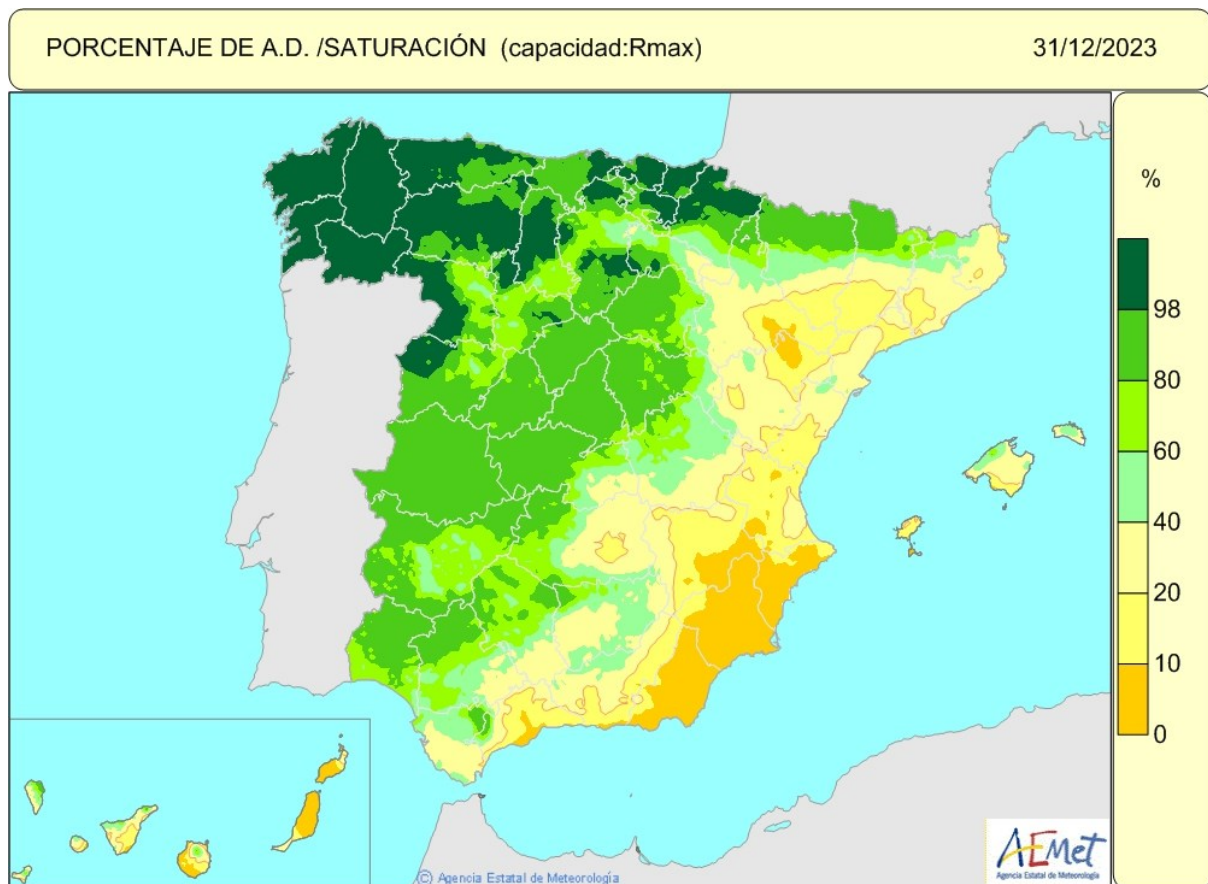 PORCENTAJE DE A.D. /SATURACIÓN (capacidad:Rmax) 31/12/2023
%
98
80
60
40
20
10
0
AEMet
Agencia Estatal de Meteorología
(C) Agencia Estatal de Meteorología